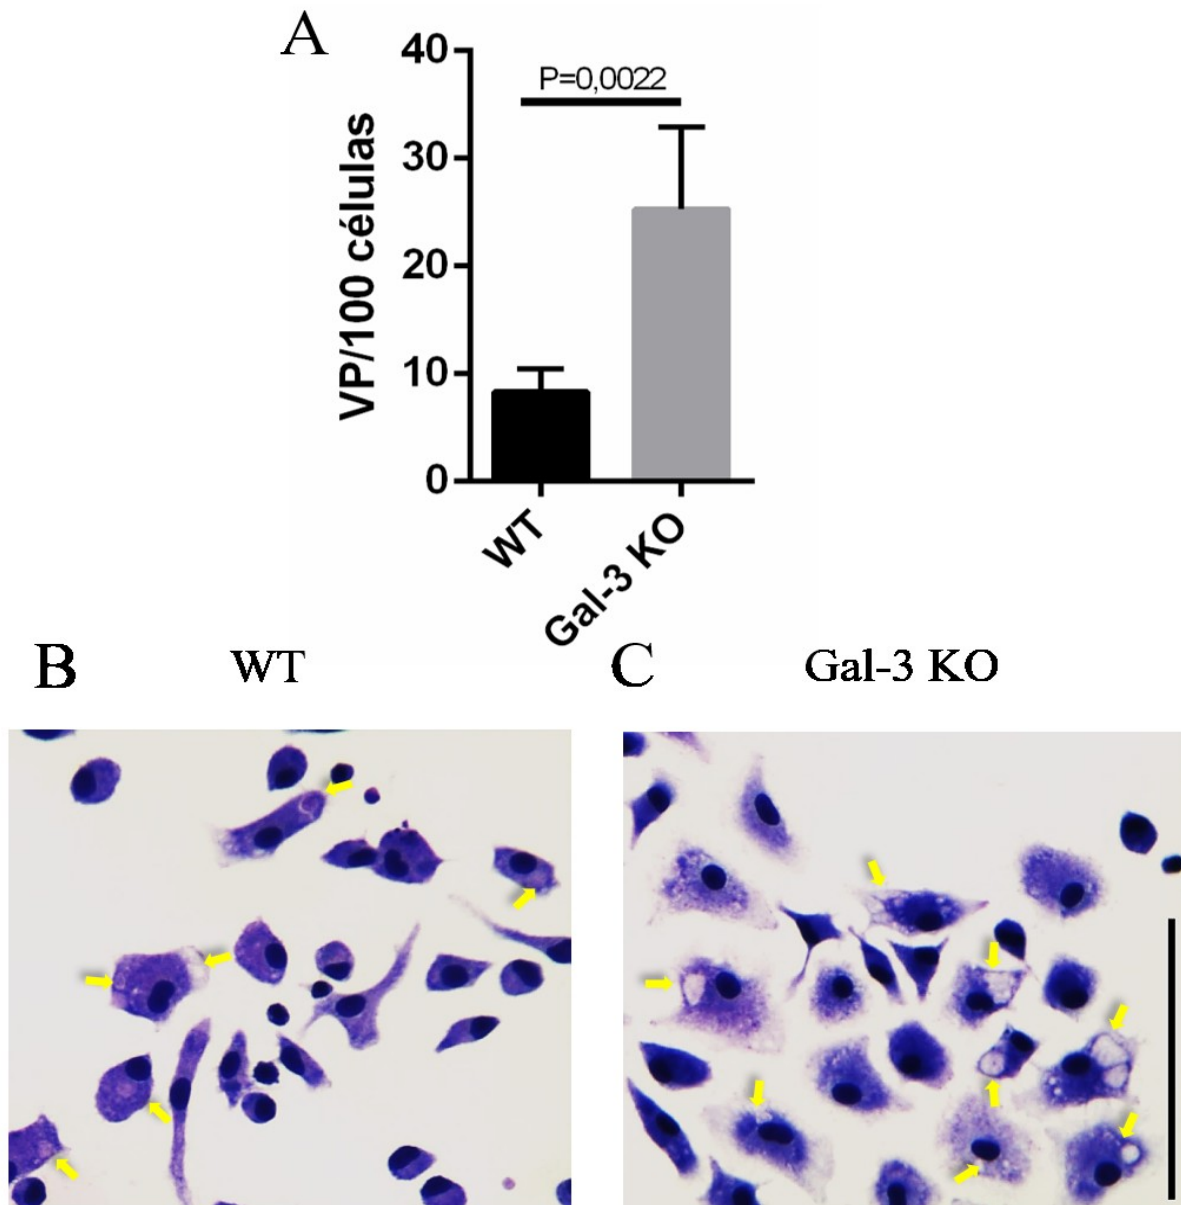 A
40
P=0,0022
30
20
10
0
VP/100 células
WT
Gal-3 KO
B WT
C Gal-3 KO